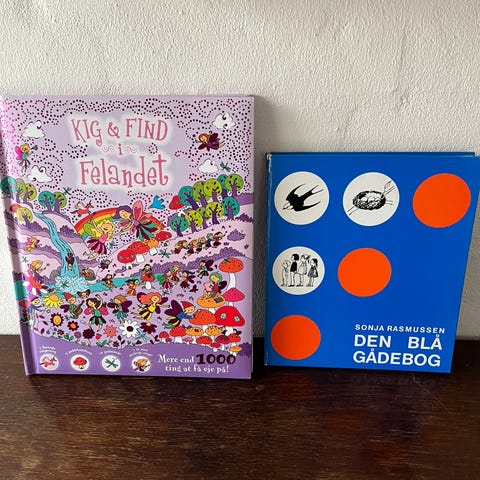 KIG & FIND
i
Felandet
Mere end 1000
ting at få øje på!
SONJA RASMUSSEN
DEN BLÅ
GÅDEBOG